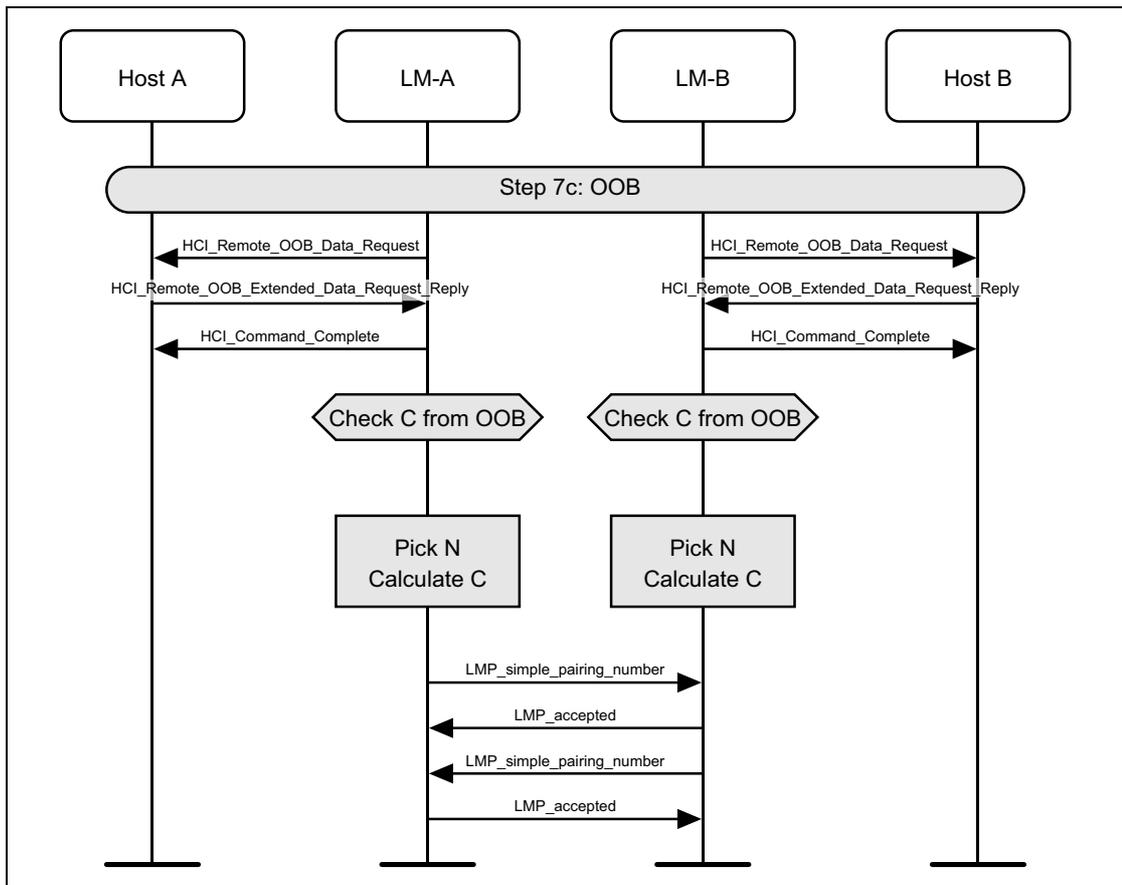 Host A
LM-A
LM-B
Host B
Step 7c: OOB
HCI_Remote_OOB_Data_Request
HCI_Remote_OOB_Data_Request
HCI_Remote_OOB_Extended_Data_Request_Reply
HCI_Remote_OOB_Extended_Data_Request_Reply
HCI_Command_Complete
HCI_Command_Complete
Check C from OOB
Check C from OOB
Pick N
Calculate C
Pick N
Calculate C
LMP_simple_pairing_number
LMP_accepted
LMP_simple_pairing_number
LMP_accepted